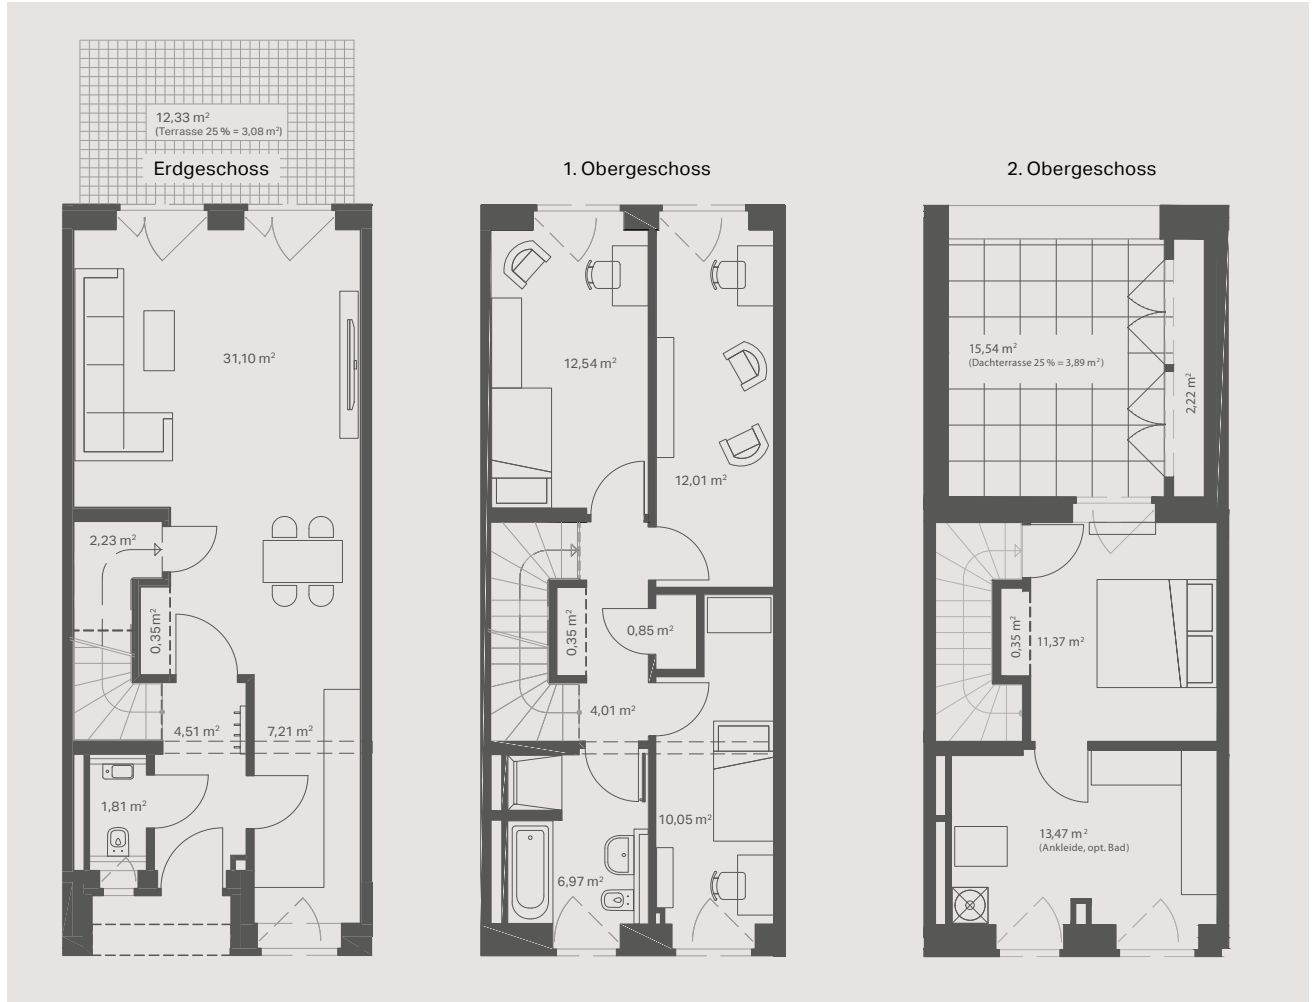 12,33 m²
(Terrasse 25 % = 3,08 m²)
Erdgeschoss
31,10 m²
2,23 m²
0,35 m²
4,51 m²
7,21 m²
1,81 m²
1. Obergeschoss
12,54 m²
12,01 m²
0,35 m²
0,85 m²
4,01 m²
10,05 m²
6,97 m²
2. Obergeschoss
15,54 m²
(Dachterrasse 25 % = 3,89 m²)
2,22 m²
0,35 m²
11,37 m²
13,47 m²
(Ankleide, opt. Bad)